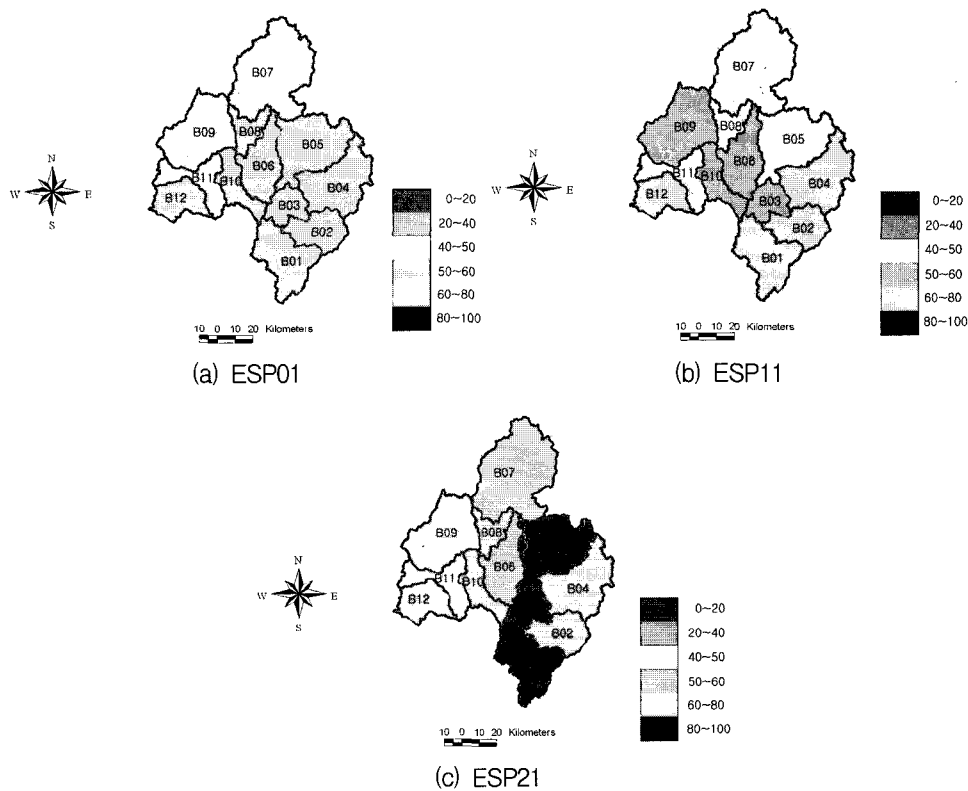 B07
B09
B08
B05
B06
B11
B10
B04
B12
B03
B02
B01
N
W
E
S
0~20
20~40
40~50
50~60
60~80
80~100
10 0 10 20 Kilometers
(a) ESP01
B07
B09
B08
B05
B06
B11
B10
B04
B12
B03
B02
B01
N
W
E
S
0~20
20~40
40~50
50~60
60~80
80~100
10 0 10 20 Kilometers
(b) ESP11
B07
B09
B08
B06
B11
B10
B04
B12
B02
N
W
E
S
0~20
20~40
40~50
50~60
60~80
80~100
10 0 10 20 Kilometers
(c) ESP21